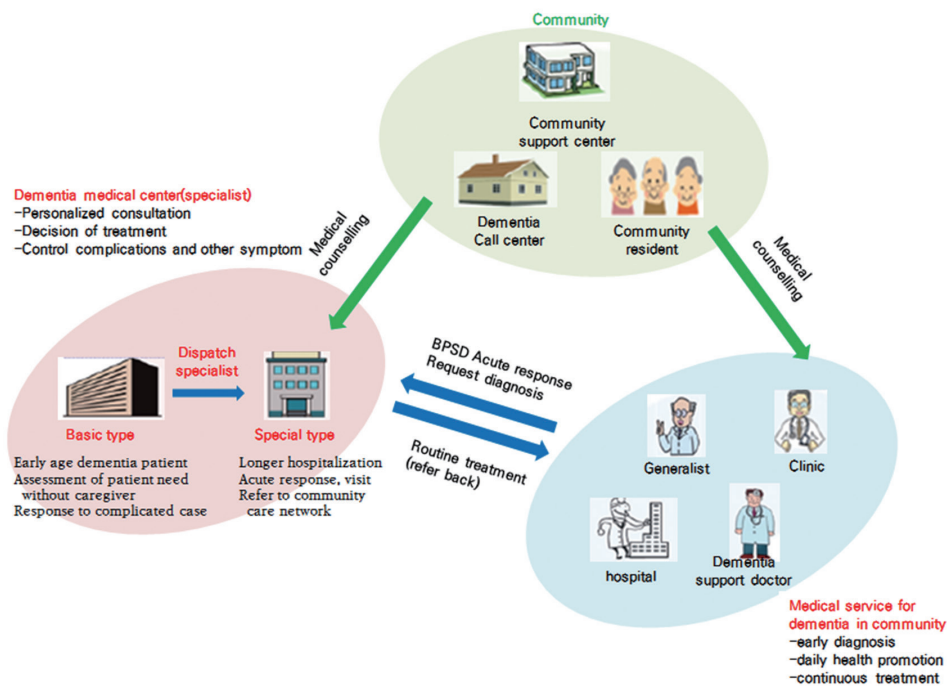 Community
Community
support center
Dementia
Call center
Community
resident
Dementia medical center(specialist)
-Personalized consultation
-Decision of treatment
-Control complications and other symptom
Medical
counselling
Medical
counselling
Dispatch
specialist
Basic type
Special type
Early age dementia patient
Assessment of patient need
without caregiver
Response to complicated case
Longer hospitalization
Acute response, visit
Refer to community
care network
BPSD Acute response
Request diagnosis
Routine treatment
(refer back)
Generalist
Clinic
hospital
Dementia
support doctor
Medical service for
dementia in community
-early diagnosis
-daily health promotion
-continuous treatment